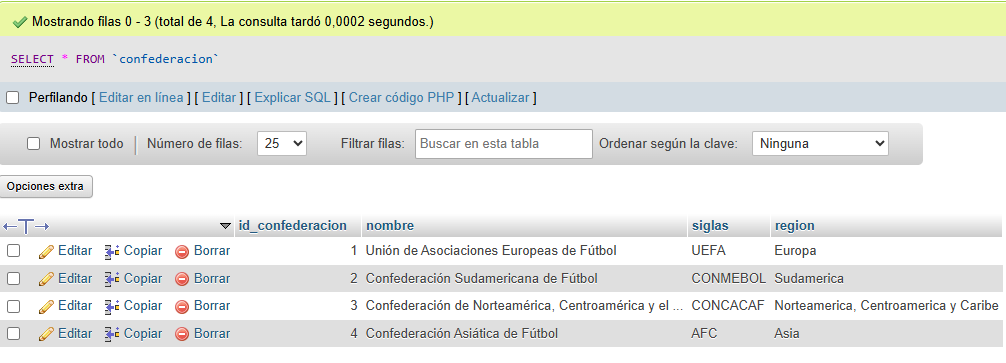 Mostrando filas 0 - 3 (total de 4, La consulta tardó 0,0002 segundos.)
SELECT * FROM `confederacion`
Perfilando [ Editar en línea ] [ Editar ] [ Explicar SQL ] [ Crear código PHP ] [ Actualizar ]
Mostrar todo Número de filas: 25 Filtrar filas: Buscar en esta tabla Ordenar según la clave: Ninguna
Opciones extra
←T→ id_confederacion nombre siglas region
Editar Copiar Borrar 1 Unión de Asociaciones Europeas de Fútbol UEFA Europa
Editar Copiar Borrar 2 Confederación Sudamericana de Fútbol CONMEBOL Sudamerica
Editar Copiar Borrar 3 Confederación de Norteamérica, Centroamérica y el ... CONCACAF Norteamerica, Centroamerica y Caribe
Editar Copiar Borrar 4 Confederación Asiática de Fútbol AFC Asia